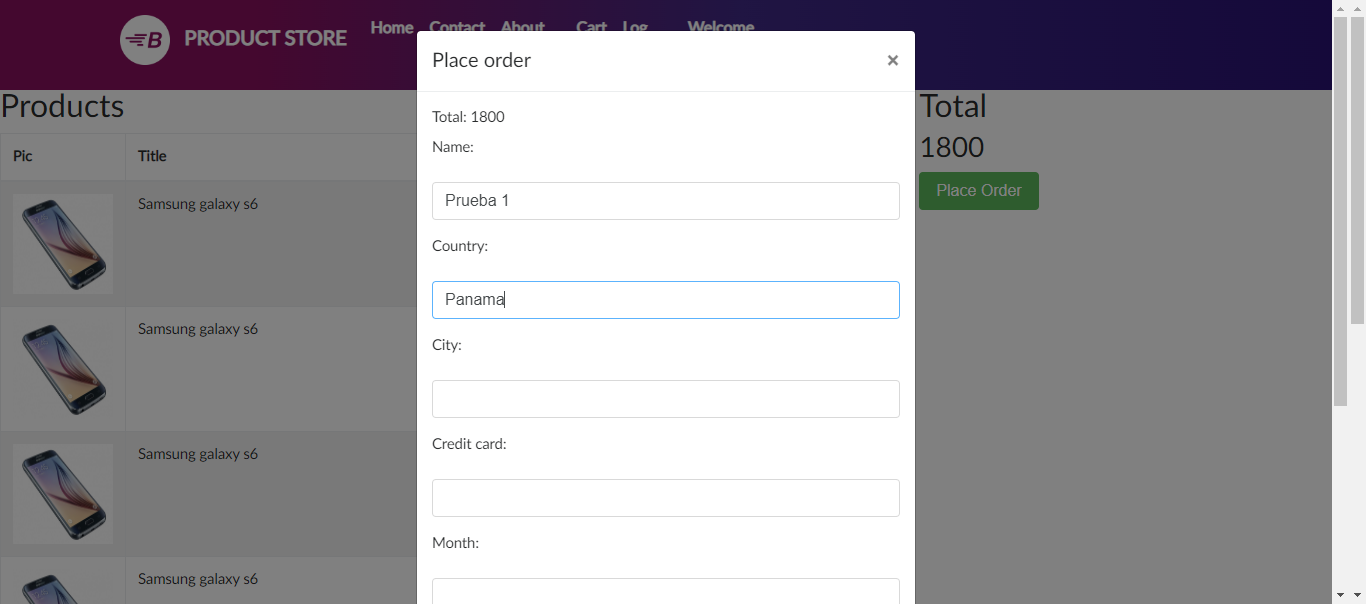 B PRODUCT STORE
Home Contact About Cart Log Welcome
Place order ×
Products
Pic Title
Samsung galaxy s6
Samsung galaxy s6
Samsung galaxy s6
Samsung galaxy s6
Total: 1800
Name:
Prueba 1
Country:
Panama
City:
Credit card:
Month:
Total
1800
Place Order